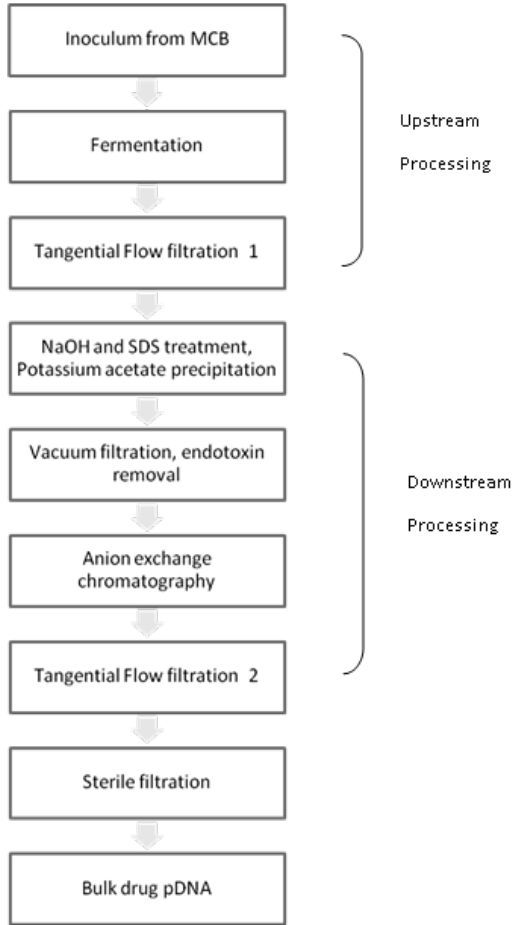 Inoculum from MCB
Fermentation
Tangential Flow filtration 1
Upstream
Processing
NaOH and SDS treatment,
Potassium acetate precipitation
Vacuum filtration, endotoxin
removal
Anion exchange
chromatography
Tangential Flow filtration 2
Downstream
Processing
Sterile filtration
Bulk drug pDNA